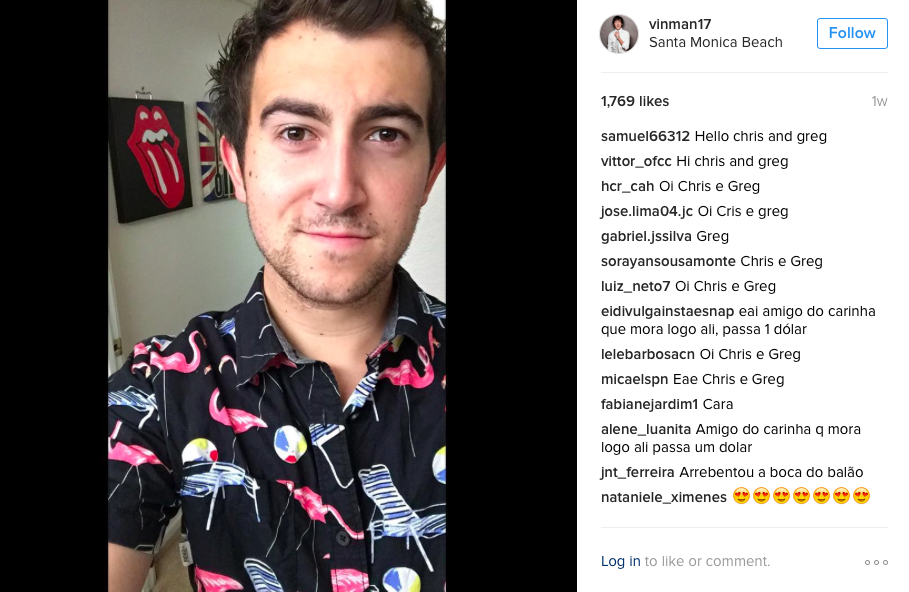 vinman17
Santa Monica Beach
Follow
1,769 likes
1w
samuel66312 Hello chris and greg
vittor_ofcc Hi chris and greg
hcr_cah Oi Chris e Greg
jose.lima04.jc Oi Cris e greg
gabriel.jssilva Greg
sorayansousamonte Chris e Greg
luiz_neto7 Oi Chris e Greg
eidivulgainstaesnap eai amigo do carinha
que mora logo ali, passa 1 dólar
lelebarbosacn Oi Chris e Greg
micaelspn Eae Chris e Greg
fabianejardim1 Cara
alene_luanita Amigo do carinha q mora
logo ali passa um dolar
jnt_ferreira Arrebentou a boca do balão
nataniele_ximenes 😍😍😍😍😍😍😍
Log in to like or comment.